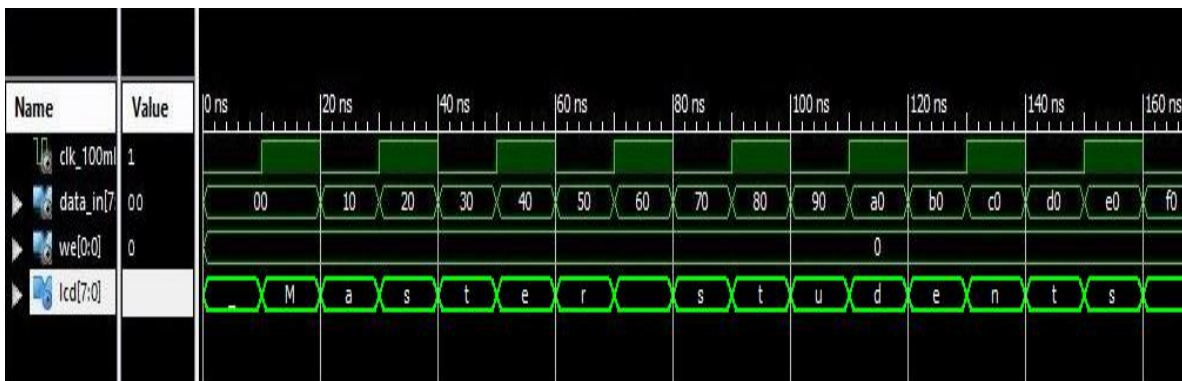 Name Value 0 ns 20 ns 40 ns 60 ns 80 ns 100 ns 120 ns 140 ns 160 ns
clk_100ml 1
data_in[7: 00 00 10 20 30 40 50 60 70 80 90 a0 b0 c0 d0 e0 f0
we[0:0] 0 0
lcd[7:0] _ M a s t e r s t u d e n t s